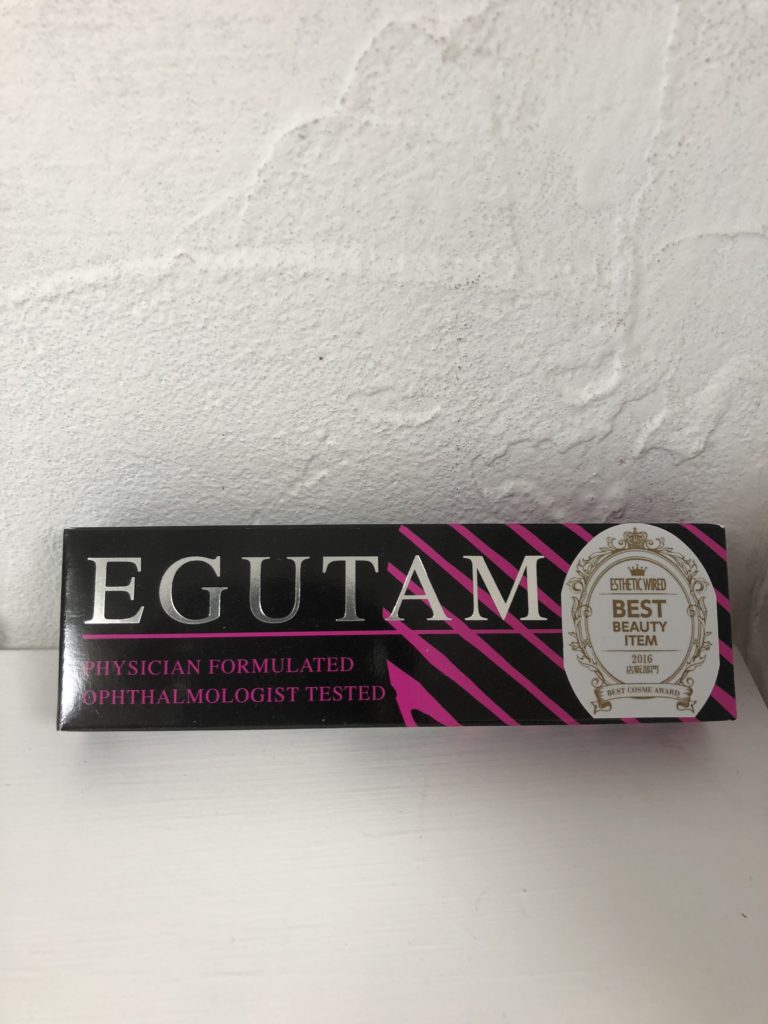 EGUTAM
PHYSICIAN FORMULATED
OPHTHALMOLOGIST TESTED
ESTHETIC WIRED
BEST
BEAUTY
ITEM
2016
BEST COSME AWARD